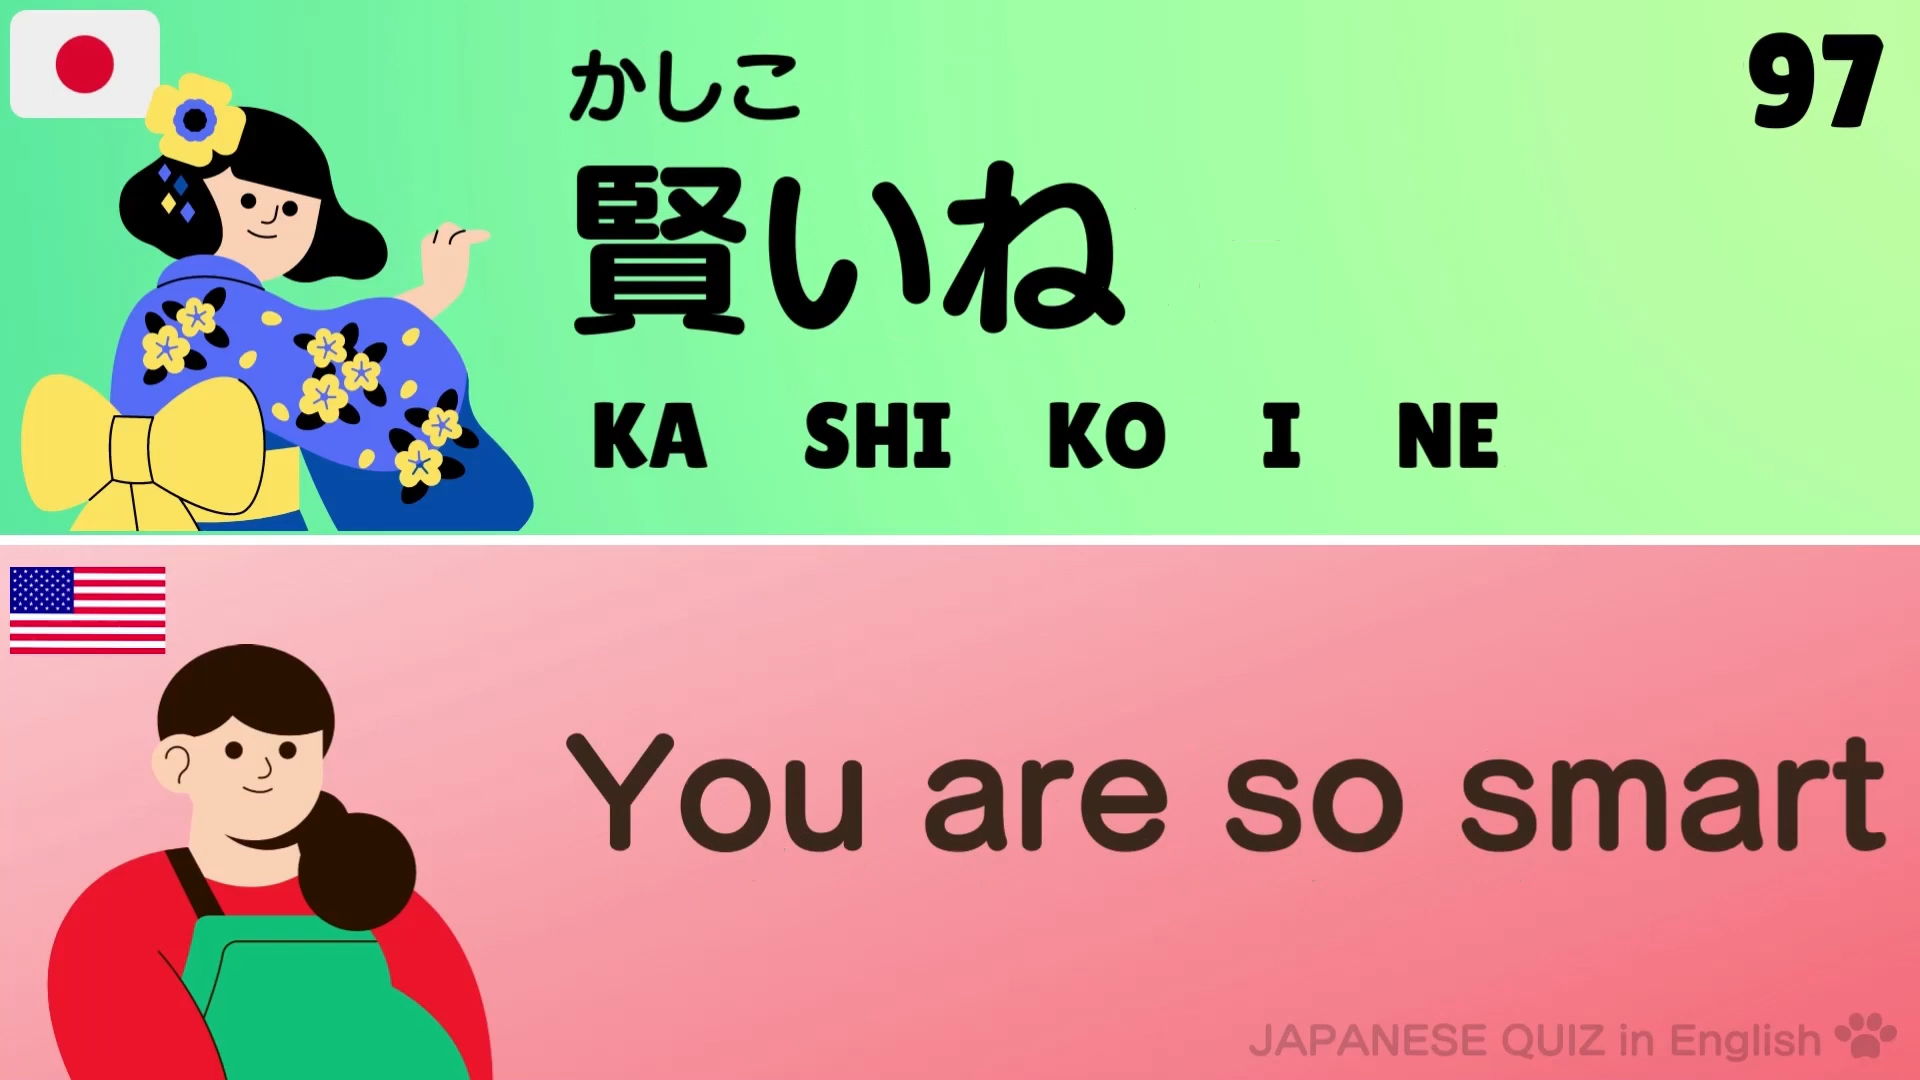 97
かしこ
賢いね
KA SHI KO I NE
You are so smart
JAPANESE QUIZ in English